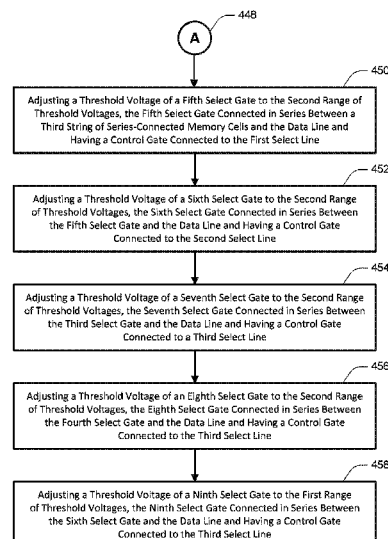 448
A
450
Adjusting a Threshold Voltage of a Fifth Select Gate to the Second Range of
Threshold Voltages, the Fifth Select Gate Connected in Series Between a
Third String of Series-Connected Memory Cells and the Data Line and
Having a Control Gate Connected to the First Select Line
452
Adjusting a Threshold Voltage of a Sixth Select Gate to the Second Range
of Threshold Voltages, the Sixth Select Gate Connected in Series Between
the Fifth Select Gate and the Data Line and Having a Control Gate
Connected to the Second Select Line
454
Adjusting a Threshold Voltage of a Seventh Select Gate to the Second Range
of Threshold Voltages, the Seventh Select Gate Connected in Series Between
the Third Select Gate and the Data Line and Having a Control Gate
Connected to a Third Select Line
456
Adjusting a Threshold Voltage of an Eighth Select Gate to the Second Range
of Threshold Voltages, the Eighth Select Gate Connected in Series Between
the Fourth Select Gate and the Data Line and Having a Control Gate
Connected to the Third Select Line
458
Adjusting a Threshold Voltage of a Ninth Select Gate to the First Range
of Threshold Voltages, the Ninth Select Gate Connected in Series Between
the Sixth Select Gate and the Data Line and Having a Control Gate
Connected to the Third Select Line